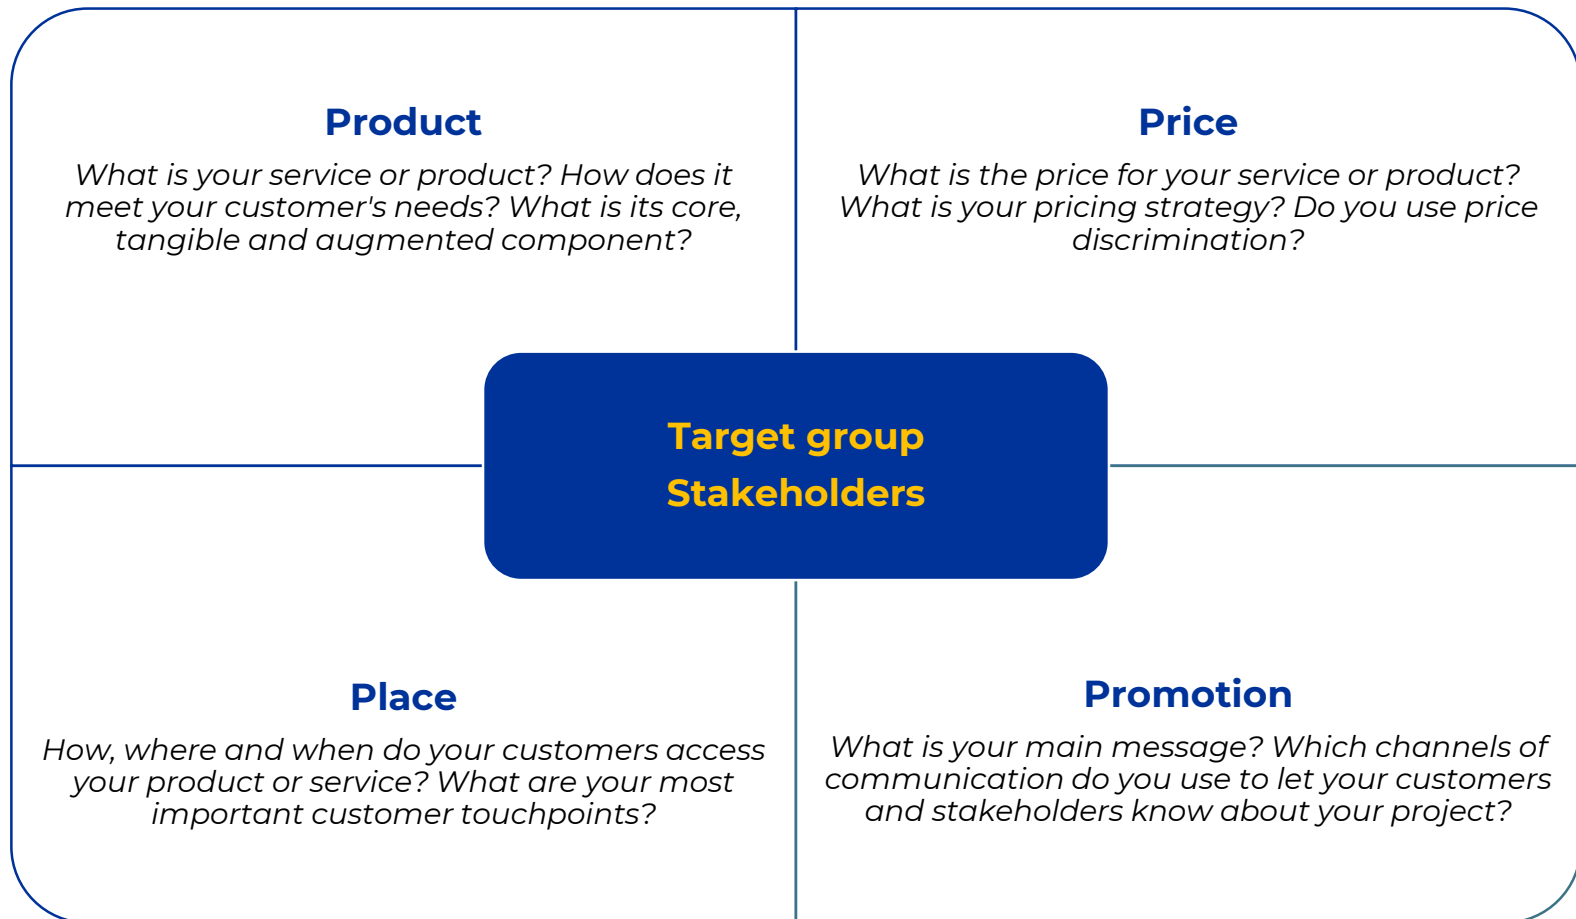 Product
What is your service or product? How does it
meet your customer's needs? What is its core,
tangible and augmented component?
Price
What is the price for your service or product?
What is your pricing strategy? Do you use price
discrimination?
Target group
Stakeholders
Place
How, where and when do your customers access
your product or service? What are your most
important customer touchpoints?
Promotion
What is your main message? Which channels of
communication do you use to let your customers
and stakeholders know about your project?